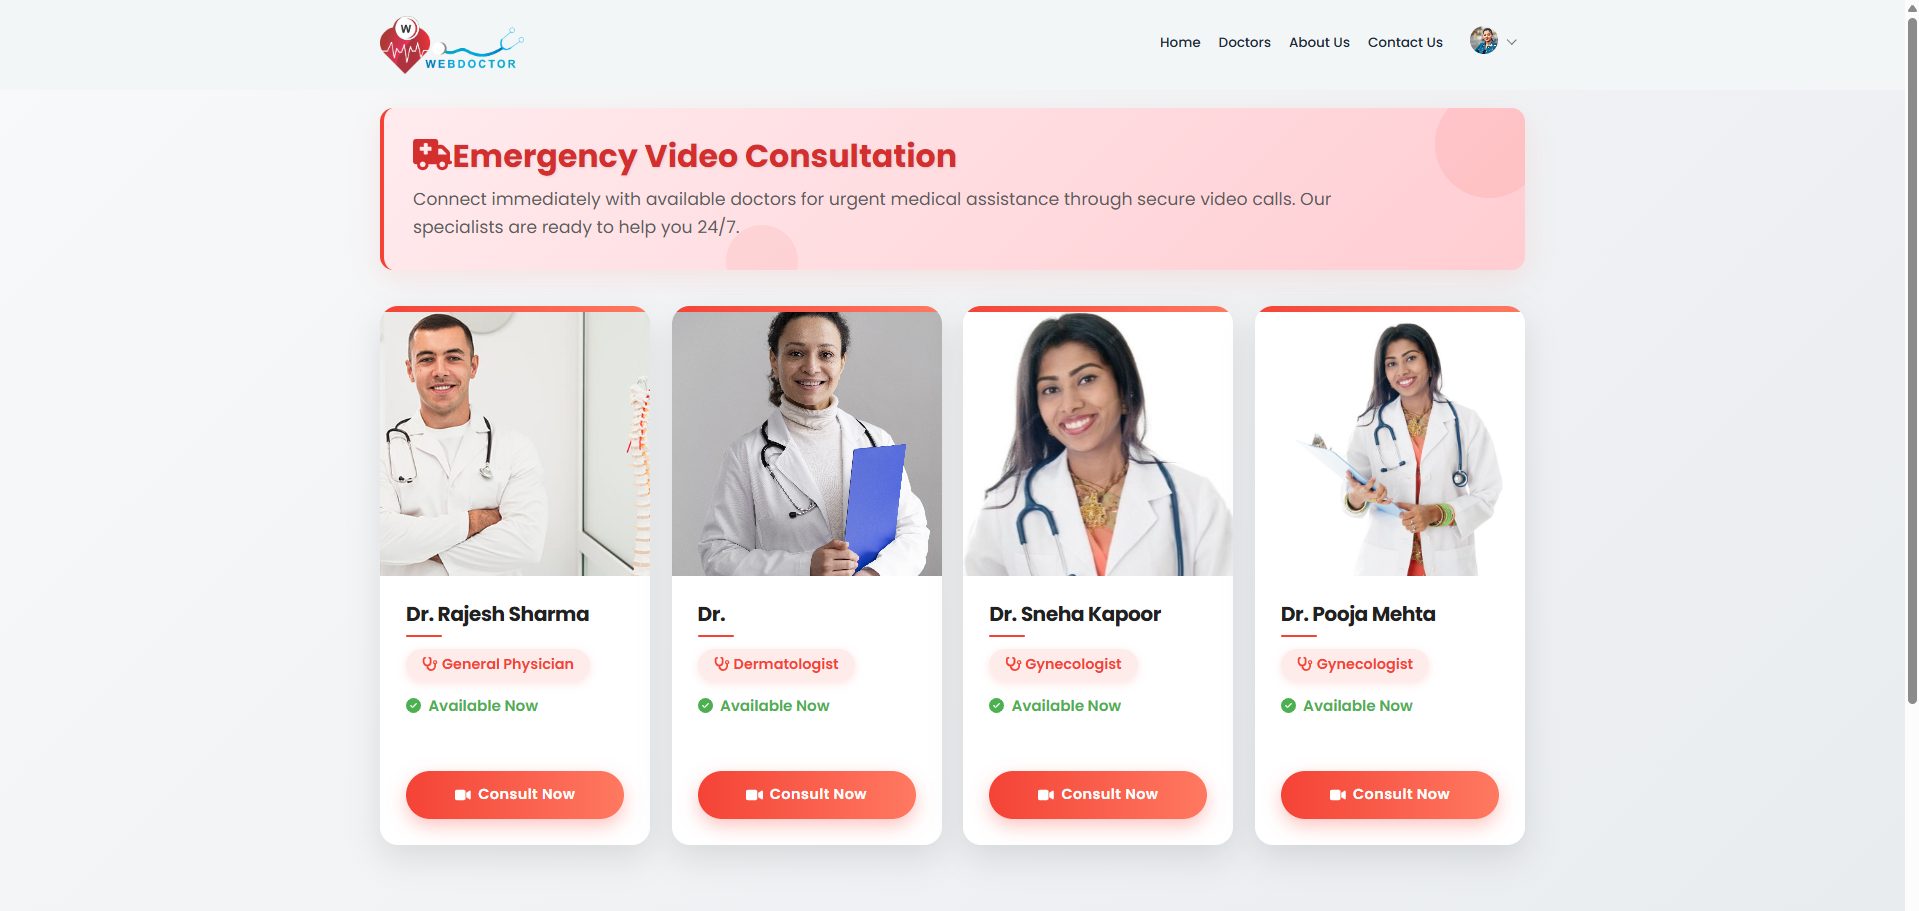 W
WEBDOCTOR
Home Doctors About Us Contact Us
Emergency Video Consultation
Connect immediately with available doctors for urgent medical assistance through secure video calls. Our
specialists are ready to help you 24/7.
Dr. Rajesh Sharma
General Physician
Available Now
Consult Now
Dr.
Dermatologist
Available Now
Consult Now
Dr. Sneha Kapoor
Gynecologist
Available Now
Consult Now
Dr. Pooja Mehta
Gynecologist
Available Now
Consult Now